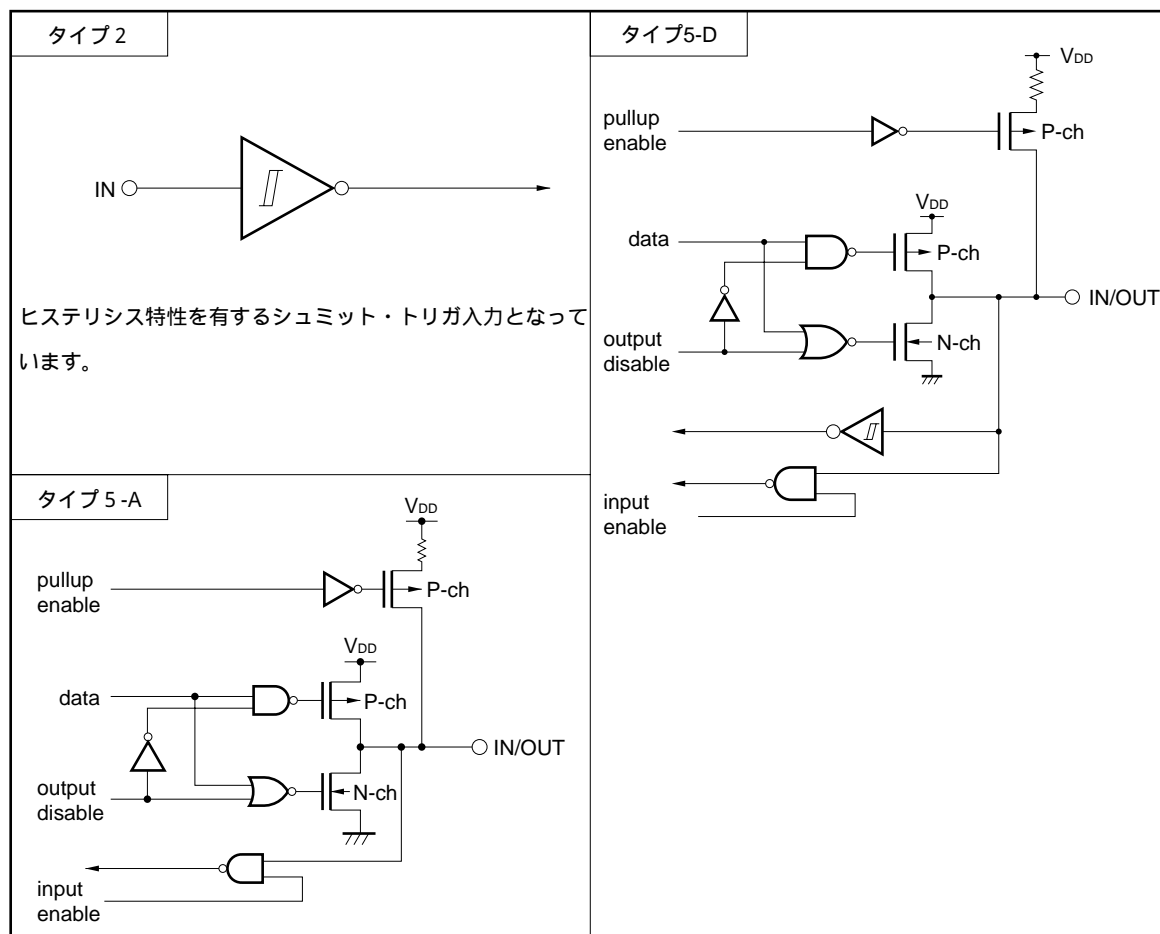 タイプ 2
IN
ヒステリシス特性を有するシュミット・トリガ入力となって
います。
タイプ 5 -A
VDD
pullup
enable
P-ch
VDD
data
P-ch
IN/OUT
output
disable
N-ch
input
enable
タイプ5-D
VDD
pullup
enable
P-ch
VDD
data
P-ch
IN/OUT
output
disable
N-ch
input
enable